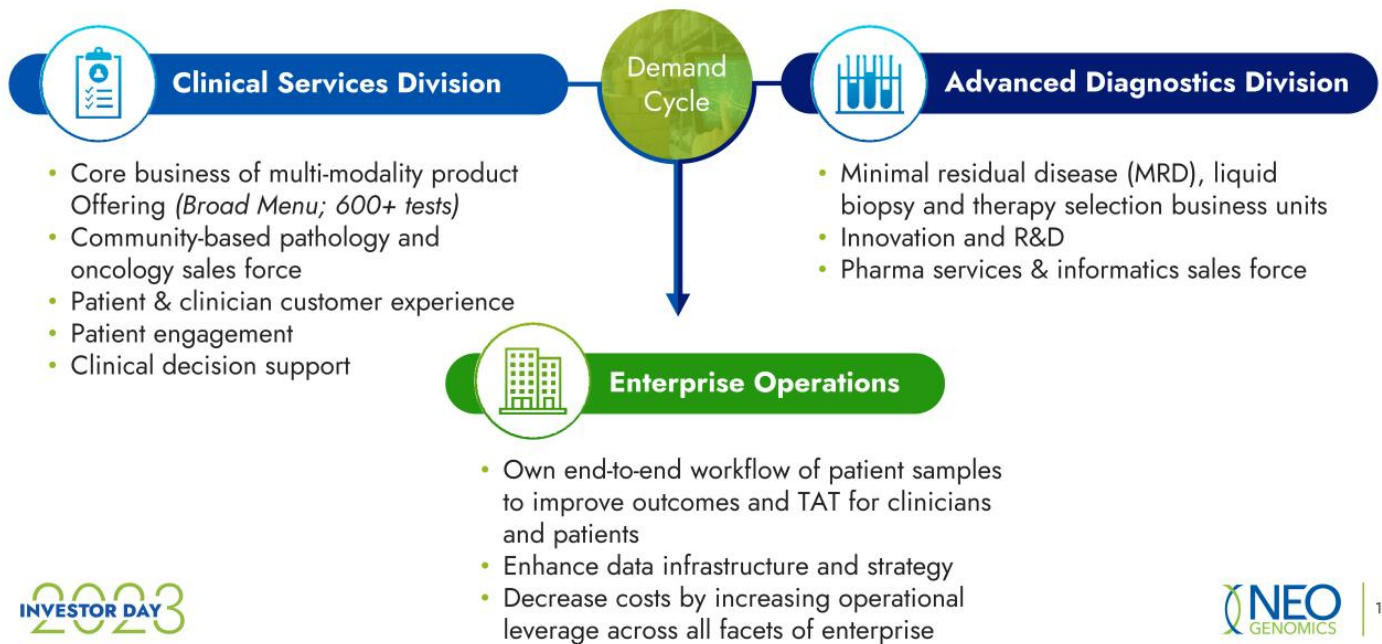 Clinical Services Division
Demand
Cycle
Advanced Diagnostics Division
• Core business of multi-modality product
Offering (Broad Menu; 600+ tests)
• Community-based pathology and
oncology sales force
• Patient & clinician customer experience
• Patient engagement
• Clinical decision support
• Minimal residual disease (MRD), liquid
biopsy and therapy selection business units
• Innovation and R&D
• Pharma services & informatics sales force
Enterprise Operations
• Own end-to-end workflow of patient samples
to improve outcomes and TAT for clinicians
and patients
• Enhance data infrastructure and strategy
• Decrease costs by increasing operational
leverage across all facets of enterprise
2023
INVESTOR DAY
NEO
GENOMICS
1